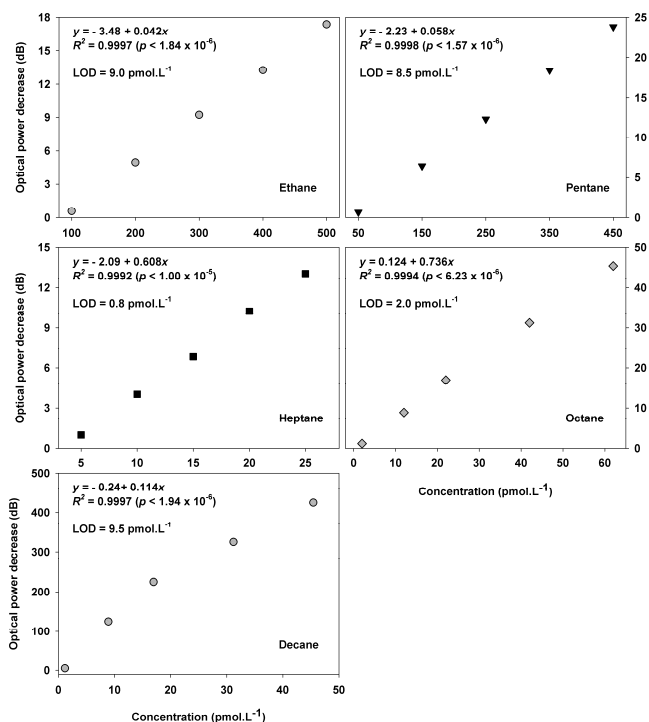 y = - 3.48 + 0.042x
R² = 0.9997 (p < 1.84 x 10⁻⁶)
LOD = 9.0 pmol.L⁻¹
Ethane
Optical power decrease (dB)
18
15
12
9
6
3
0
100 200 300 400 500
y = - 2.23 + 0.058x
R² = 0.9998 (p < 1.57 x 10⁻⁶)
LOD = 8.5 pmol.L⁻¹
Pentane
25
20
15
10
5
0
50 150 250 350 450
y = - 2.09 + 0.608x
R² = 0.9992 (p < 1.00 x 10⁻⁵)
LOD = 0.8 pmol.L⁻¹
Heptane
Optical power decrease (dB)
15
12
9
6
3
0
5 10 15 20 25
y = 0.124 + 0.736x
R² = 0.9994 (p < 6.23 x 10⁻⁶)
LOD = 2.0 pmol.L⁻¹
Octane
50
40
30
20
10
0
0 10 20 30 40 50 60
Concentration (pmol.L⁻¹)
y = - 0.24+ 0.114x
R² = 0.9997 (p < 1.94 x 10⁻⁶)
LOD = 9.5 pmol.L⁻¹
Decane
Optical power decrease (dB)
500
400
300
200
100
0
0 10 20 30 40 50
Concentration (pmol.L⁻¹)